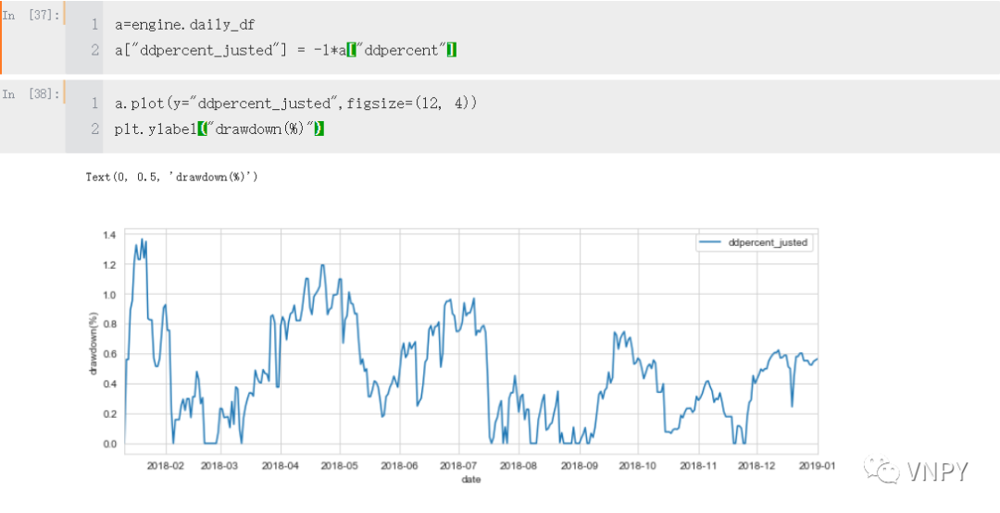 In [37]:
1 a=engine.daily_df
2 a["ddpercent_justed"] = -1*a["ddpercent"]
In [38]:
1 a.plot(y="ddpercent_justed",figsize=(12, 4))
2 plt.ylabel("drawdown(%)")
Text(0, 0.5, 'drawdown(%)')
ddpercent_justed
1.4
1.2
1.0
0.8
0.6
0.4
0.2
0.0
drawdown(%)
2018-02 2018-03 2018-04 2018-05 2018-06 2018-07 2018-08 2018-09 2018-10 2018-11 2018-12 2019-01
date
VNPY